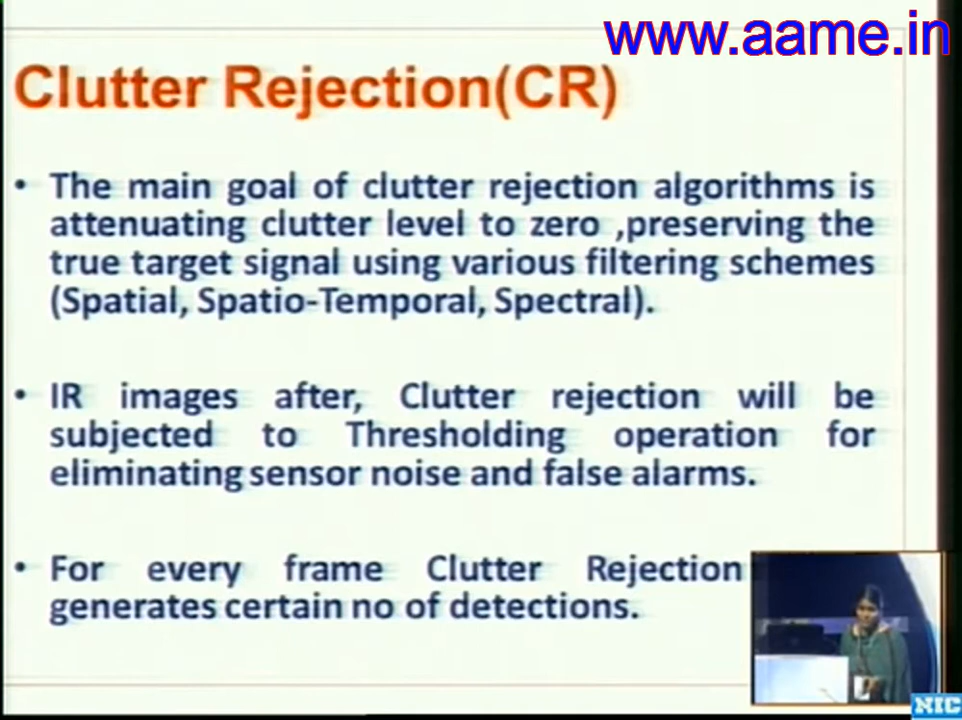 www.aame.in
Clutter Rejection(CR)
• The main goal of clutter rejection algorithms is
attenuating clutter level to zero ,preserving the
true target signal using various filtering schemes
(Spatial, Spatio-Temporal, Spectral).
• IR images after, Clutter rejection will be
subjected to Thresholding operation for
eliminating sensor noise and false alarms.
• For every frame Clutter Rejection
generates certain no of detections.
NIC